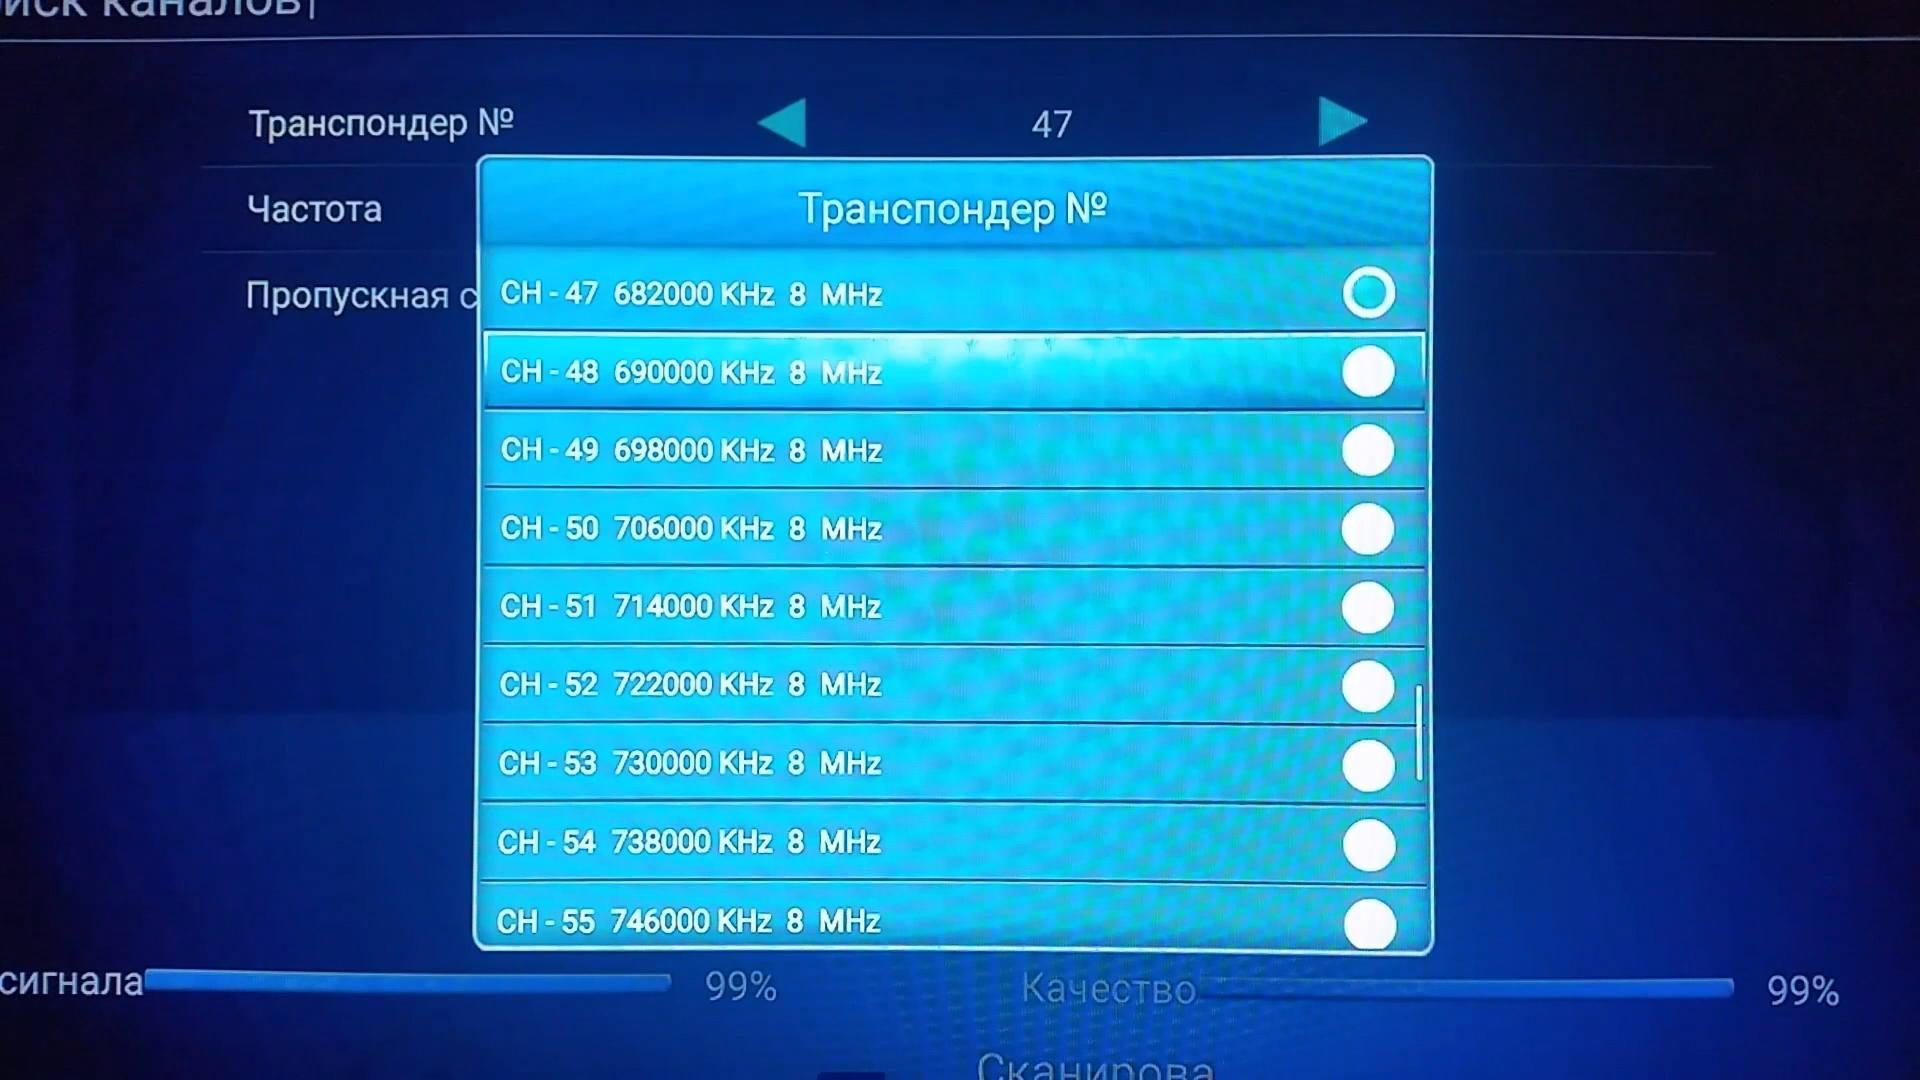 иск каналов
Транспондер № 47
Частота
Пропускная с
Транспондер №
CH - 47 682000 KHz 8 MHz
CH - 48 690000 KHz 8 MHz
CH - 49 698000 KHz 8 MHz
CH - 50 706000 KHz 8 MHz
CH - 51 714000 KHz 8 MHz
CH - 52 722000 KHz 8 MHz
CH - 53 730000 KHz 8 MHz
CH - 54 738000 KHz 8 MHz
CH - 55 746000 KHz 8 MHz
сигнала 99% Качество 99%
Сканирова